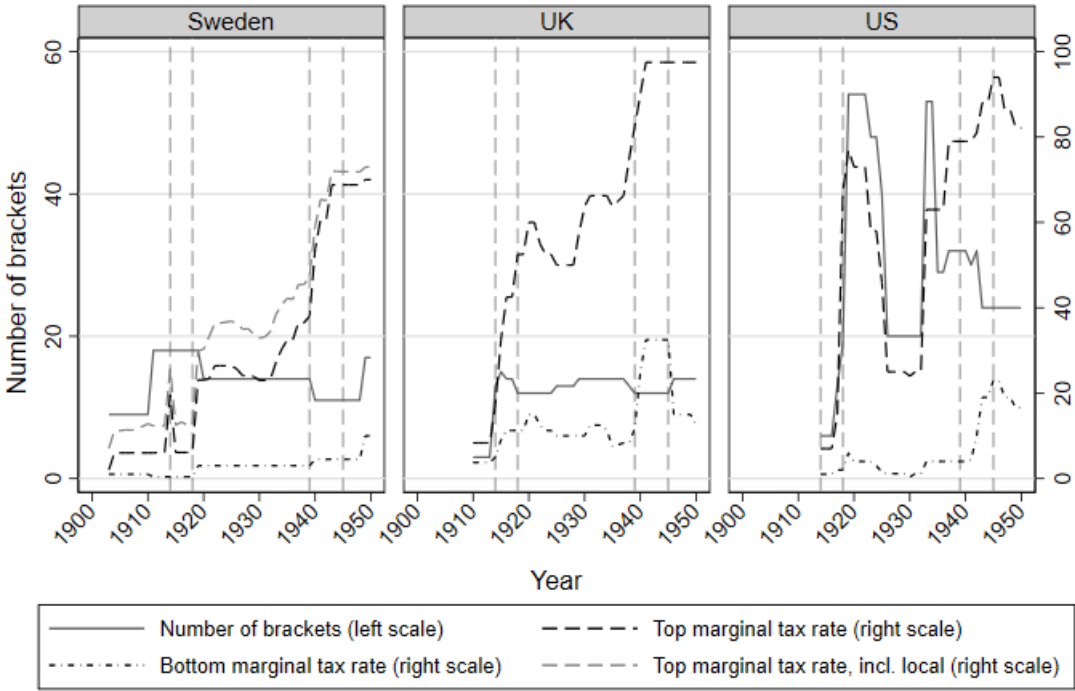 Sweden UK US
Number of brackets
60
40
20
0
100
80
60
40
20
0
1900 1910 1920 1930 1940 1950 1900 1910 1920 1930 1940 1950 1900 1910 1920 1930 1940 1950
Year
Number of brackets (left scale) Top marginal tax rate (right scale)
Bottom marginal tax rate (right scale) Top marginal tax rate, incl. local (right scale)